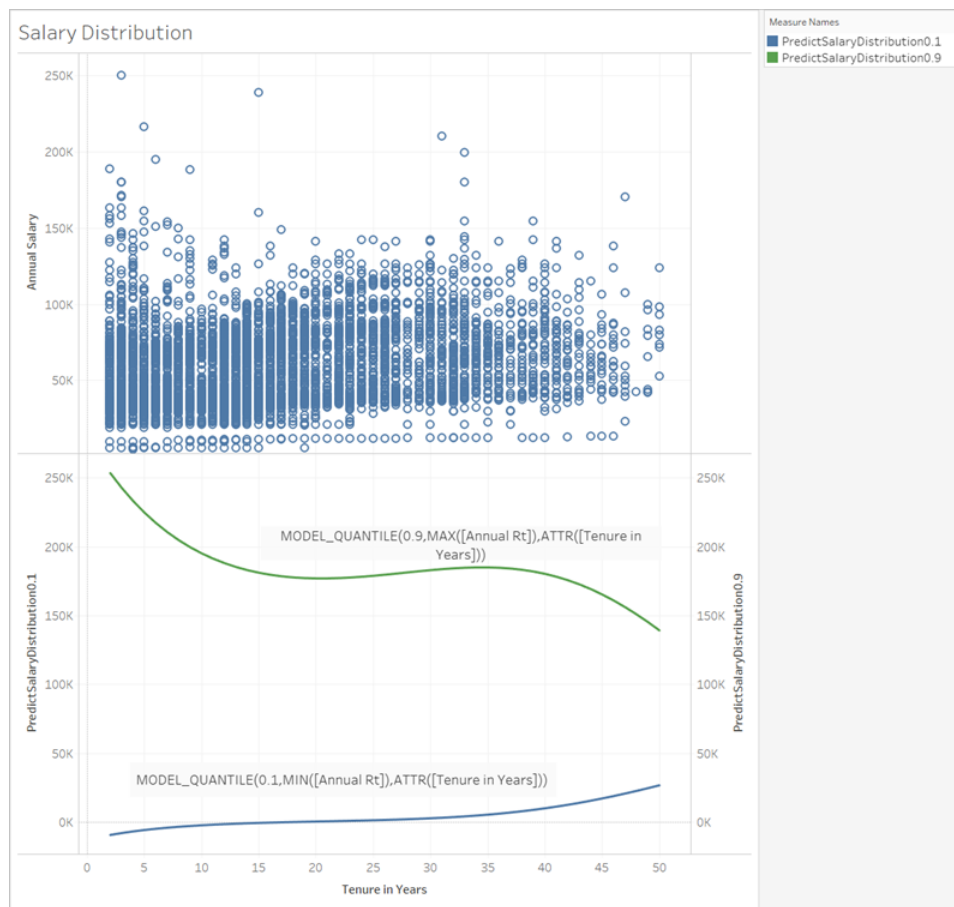 Salary Distribution
Measure Names
PredictSalaryDistribution0.1
PredictSalaryDistribution0.9
250K
200K
150K
100K
50K
Annual Salary
250K
200K
150K
100K
50K
0K
PredictSalaryDistribution0.1
MODEL_QUANTILE(0.9,MAX([Annual Rt]),ATTR([Tenure in
Years]))
MODEL_QUANTILE(0.1,MIN([Annual Rt]),ATTR([Tenure in Years]))
250K
200K
150K
100K
50K
0K
PredictSalaryDistribution0.9
0 5 10 15 20 25 30 35 40 45 50
Tenure in Years